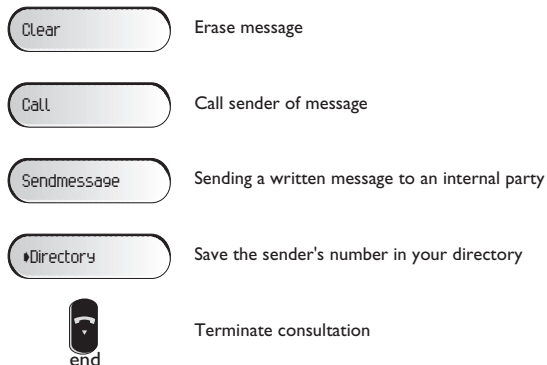 Clear
Erase message
Call
Call sender of message
Sendmessage
Sending a written message to an internal party
Directory
Save the sender's number in your directory
end
Terminate consultation